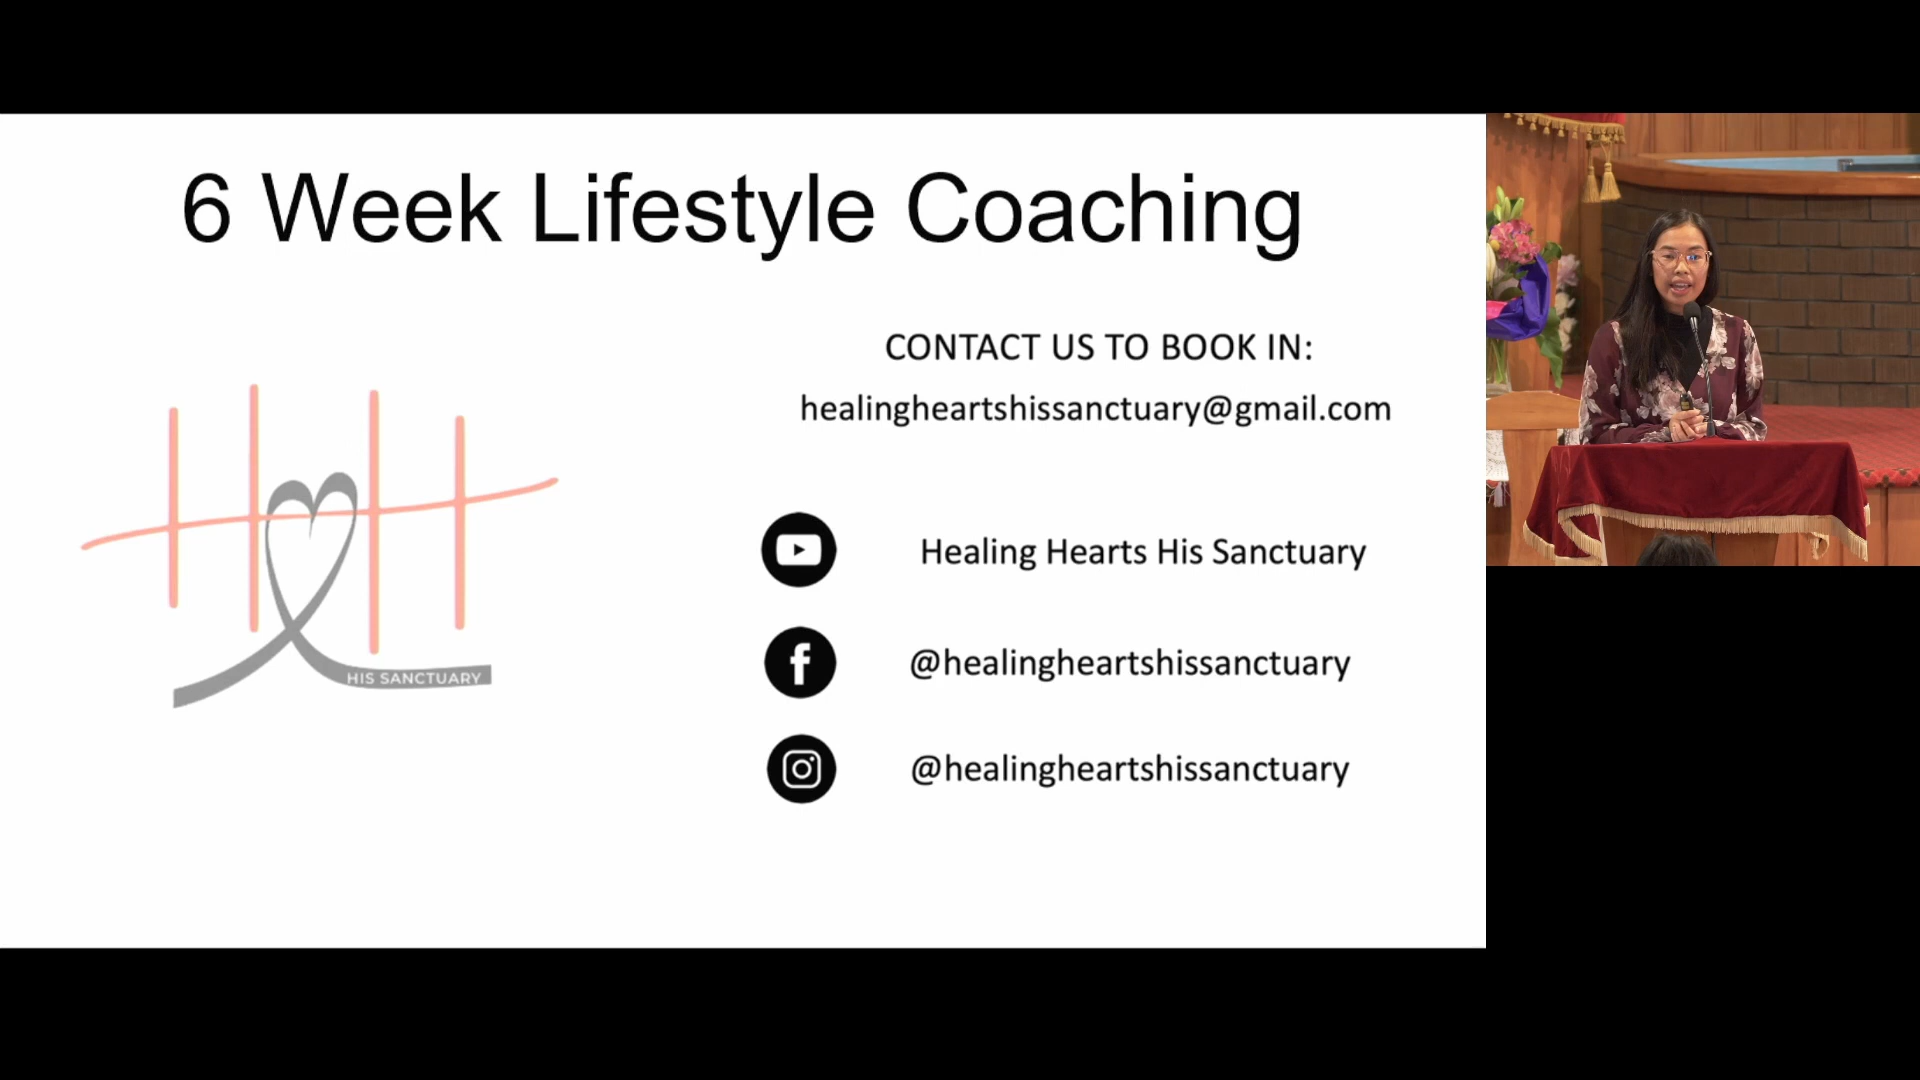 6 Week Lifestyle Coaching
CONTACT US TO BOOK IN:
healingheartshissanctuary@gmail.com
HH
HIS SANCTUARY
Healing Hearts His Sanctuary
@healingheartshissanctuary
@healingheartshissanctuary